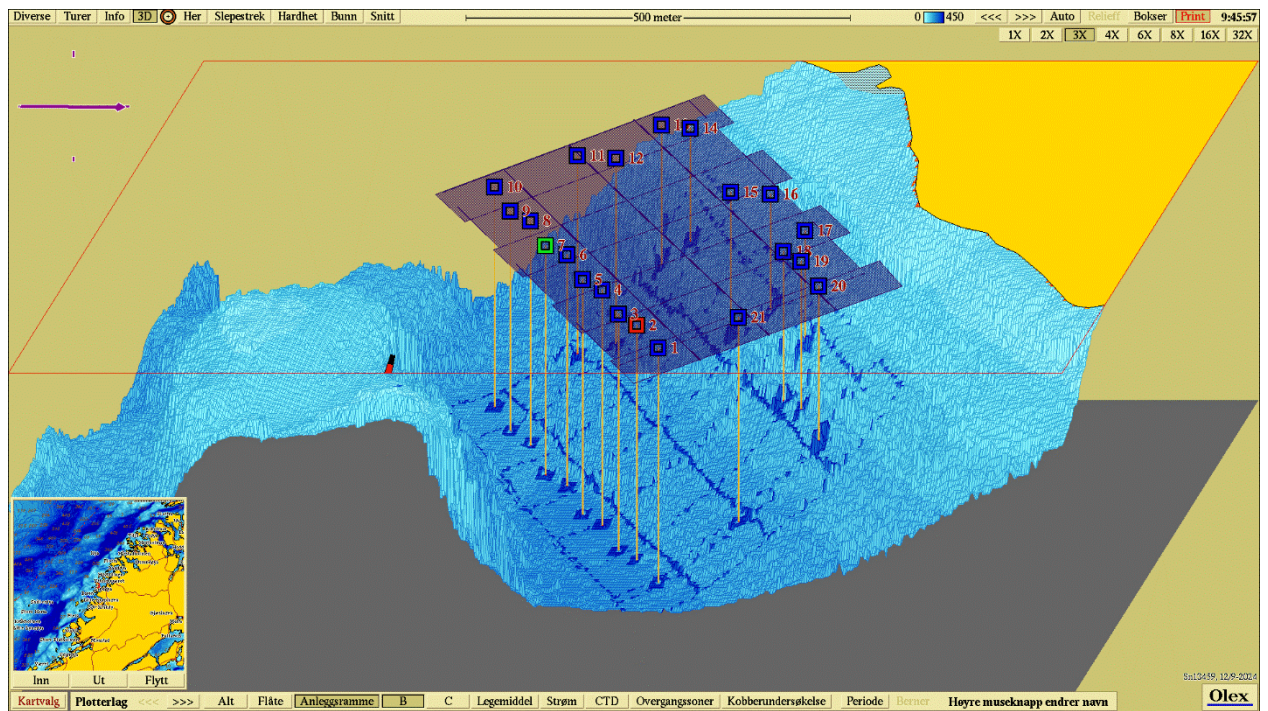 Diverse Turer Info 3D Her Slepestrek Hardhet Bunn Snitt 500 meter 0 450 <<< >>> Auto Relieff Bokser Print 9:45:57
1X 2X 3X 4X 6X 8X 16X 32X
14
11 12
10 15 16
9 8 17
7 6
19
5 4 20
3 2 21
1
Inn Ut Flytt
Sn13459, 12/9-2024
Kartvalg Plotterlag <<< >>> Alt Flåte Anleggsramme B C Legemiddel Strøm CTD Overgangssoner Kobberundersøkelse Periode Berner Høyre museknapp endrer navn Olex